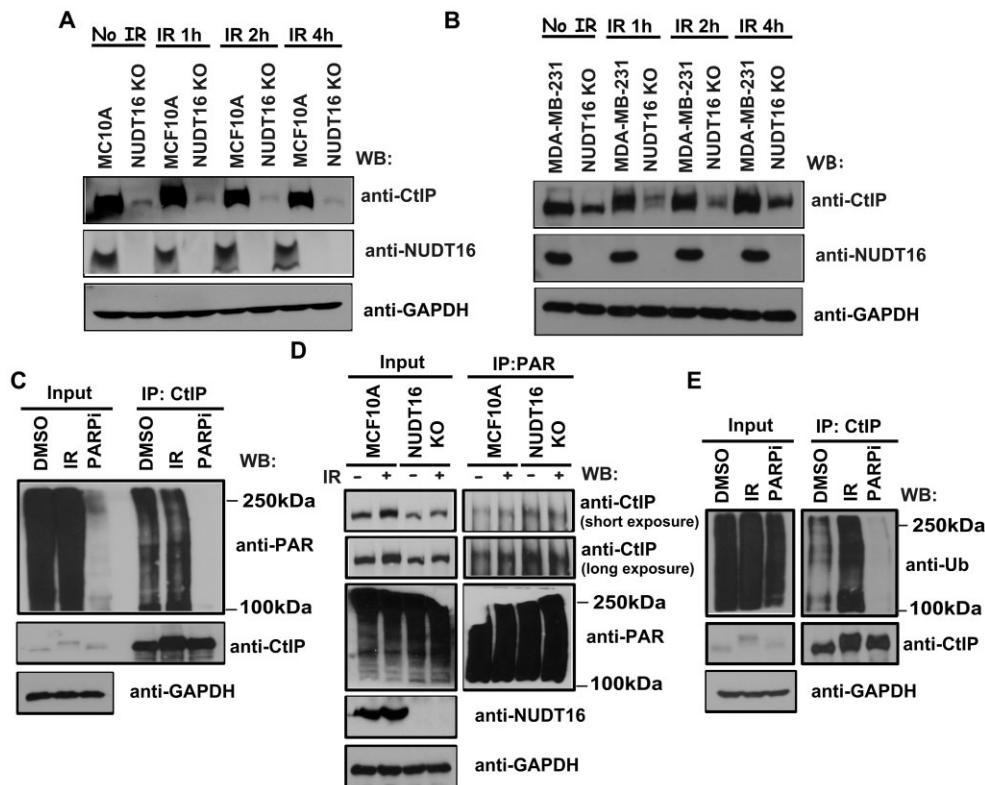 A
No IR IR 1h IR 2h IR 4h
MC10A NUDT16 KO MCF10A NUDT16 KO MCF10A NUDT16 KO MCF10A NUDT16 KO
WB:
anti-CtIP
anti-NUDT16
anti-GAPDH
B
No IR IR 1h IR 2h IR 4h
MDA-MB-231 NUDT16 KO MDA-MB-231 NUDT16 KO MDA-MB-231 NUDT16 KO MDA-MB-231 NUDT16 KO
WB:
anti-CtIP
anti-NUDT16
anti-GAPDH
C
Input IP: CtIP
DMSO IR PARPi DMSO IR PARPi
WB:
250kDa
anti-PAR
100kDa
anti-CtIP
anti-GAPDH
D
Input IP:PAR
MCF10A NUDT16 KO MCF10A NUDT16 KO
IR − + − + − + − + WB:
anti-CtIP
(short exposure)
anti-CtIP
(long exposure)
250kDa
anti-PAR
100kDa
anti-NUDT16
anti-GAPDH
E
Input IP: CtIP
DMSO IR PARPi DMSO IR PARPi
WB:
250kDa
anti-Ub
100kDa
anti-CtIP
anti-GAPDH